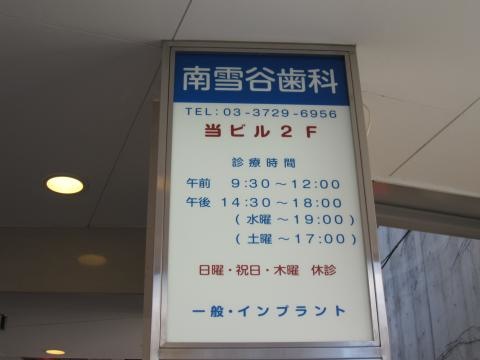 南雪谷歯科
TEL:03-3729-6956
当ビル2F
診療時間
午前 9:30～12:00
午後 14:30～18:00
(水曜～19:00)
(土曜～17:00)
日曜・祝日・木曜 休診
一般・インプラント